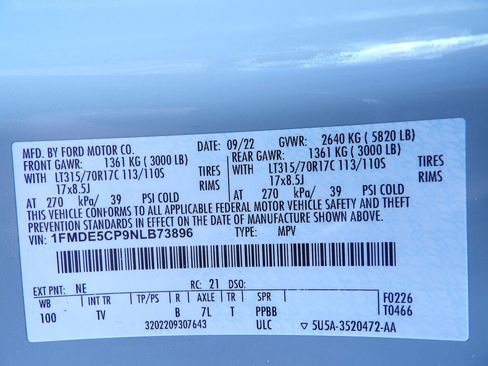 MFD. BY FORD MOTOR CO. DATE: 09/22 GVWR: 2640 KG ( 5820 LB)
FRONT GAWR: 1361 KG ( 3000 LB) REAR GAWR: 1361 KG ( 3000 LB)
WITH LT315/70R17C 113/110S TIRES WITH LT315/70R17C 113/110S TIRES
17x8.5J RIMS 17x8.5J RIMS
AT 270 kPa/ 39 PSI COLD AT 270 kPa/ 39 PSI COLD
THIS VEHICLE CONFORMS TO ALL APPLICABLE FEDERAL MOTOR VEHICLE SAFETY AND THEFT
PREVENTION STANDARDS IN EFFECT ON THE DATE OF MANUFACTURE SHOWN ABOVE.
VIN: 1FMDE5CP9NLB73896 TYPE: MPV
EXT PNT: NE RC: 21 DSO:
WB INT TR TP/PS R AXLE TR SPR F0226
100 TV B 7L T PPBB T0466
3202209307643 ULC ▽ 5U5A-3520472-AA